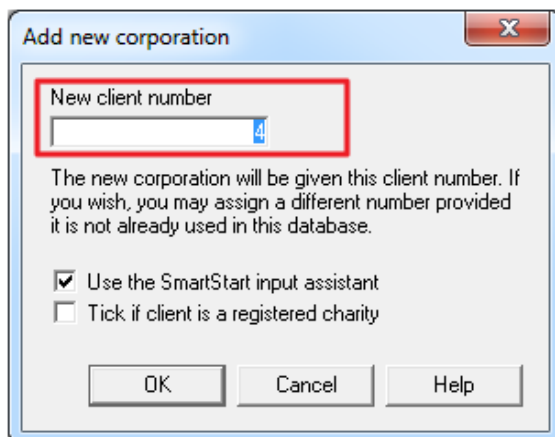 Add new corporation
New client number
4
The new corporation will be given this client number. If
you wish, you may assign a different number provided
it is not already used in this database.
Use the SmartStart input assistant
Tick if client is a registered charity
OK Cancel Help